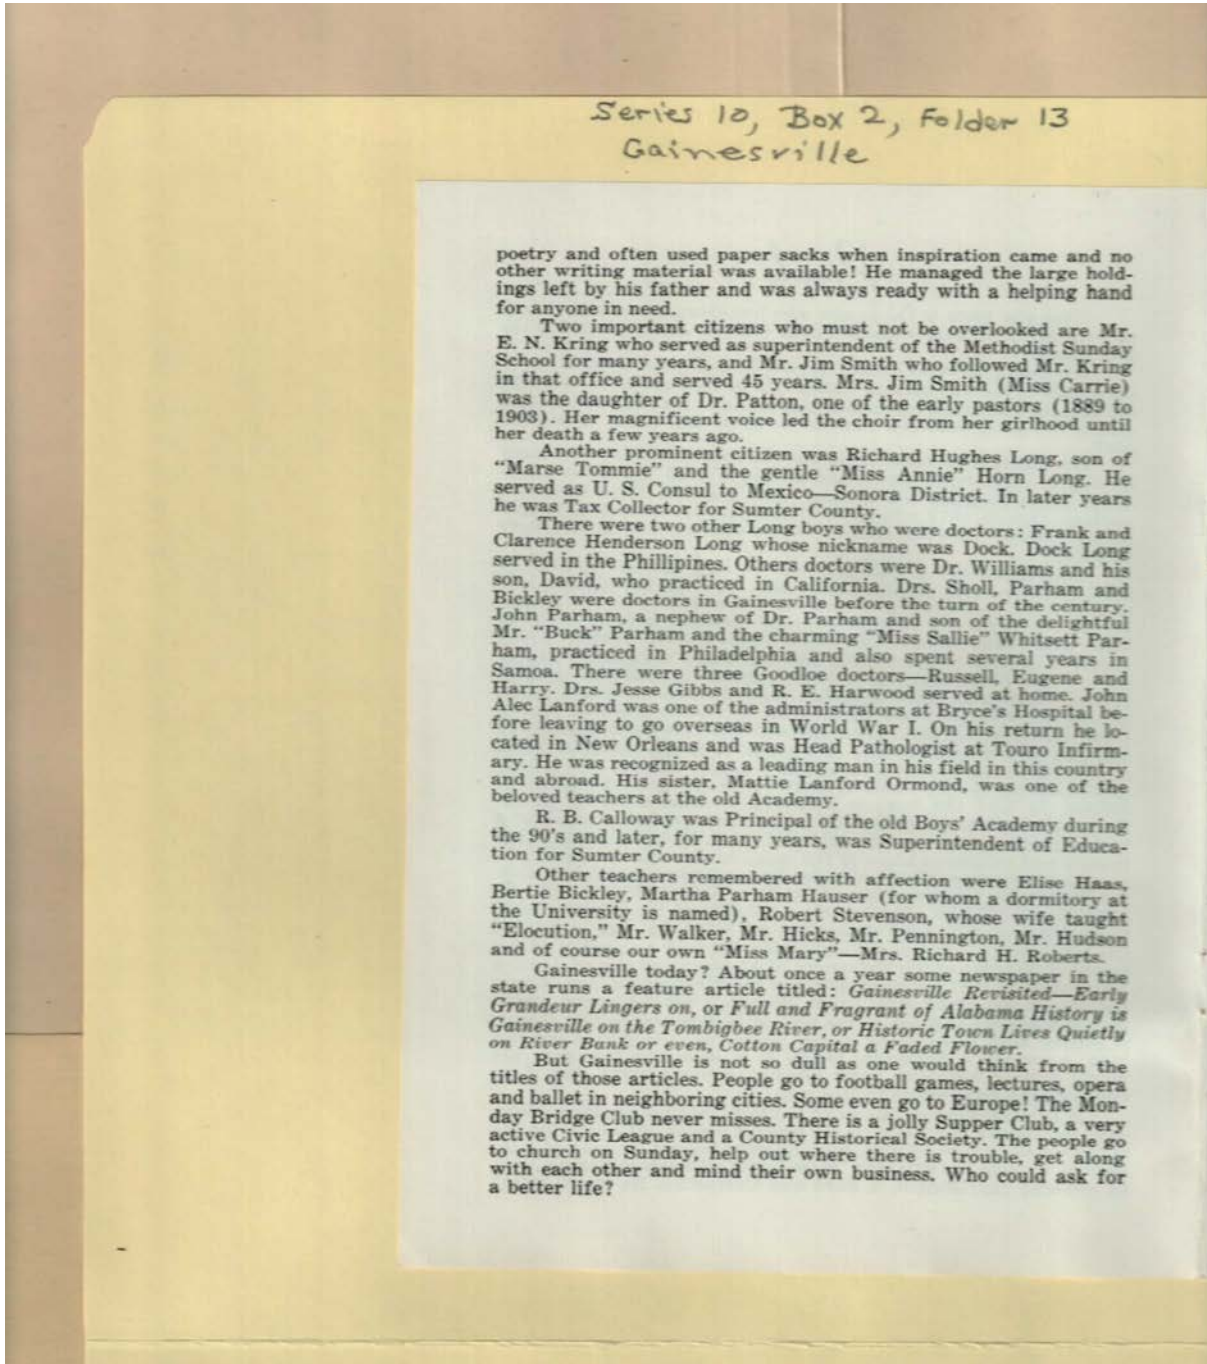 Series 10, Box 2, Folder 13
Gainesville
poetry and often used paper sacks when inspiration came and no
other writing material was available! He managed the large hold-
ings left by his father and was always ready with a helping hand
for anyone in need.
Two important citizens who must not be overlooked are Mr.
E. N. Kring who served as superintendent of the Methodist Sunday
School for many years, and Mr. Jim Smith who followed Mr. Kring
in that office and served 45 years. Mrs. Jim Smith (Miss Carrie)
was the daughter of Dr. Patton, one of the early pastors (1889 to
1903). Her magnificent voice led the choir from her girlhood until
her death a few years ago.
Another prominent citizen was Richard Hughes Long, son of
"Marse Tommie" and the gentle "Miss Annie" Horn Long. He
served as U. S. Consul to Mexico—Sonora District. In later years
he was Tax Collector for Sumter County.
There were two other Long boys who were doctors: Frank and
Clarence Henderson Long whose nickname was Dock. Dock Long
served in the Phillipines. Others doctors were Dr. Williams and his
son, David, who practiced in California. Drs. Sholl, Parham and
Bickley were doctors in Gainesville before the turn of the century.
John Parham, a nephew of Dr. Parham and son of the delightful
Mr. "Buck" Parham and the charming "Miss Sallie" Whitsett Par-
ham, practiced in Philadelphia and also spent several years in
Samoa. There were three Goodloe doctors—Russell, Eugene and
Harry. Drs. Jesse Gibbs and R. E. Harwood served at home. John
Alec Lanford was one of the administrators at Bryce's Hospital be-
fore leaving to go overseas in World War I. On his return he lo-
cated in New Orleans and was Head Pathologist at Touro Infirm-
ary. He was recognized as a leading man in his field in this country
and abroad. His sister, Mattie Lanford Ormond, was one of the
beloved teachers at the old Academy.
R. B. Calloway was Principal of the old Boys' Academy during
the 90's and later, for many years, was Superintendent of Educa-
tion for Sumter County.
Other teachers remembered with affection were Elise Haas,
Bertie Bickley, Martha Parham Hauser (for whom a dormitory at
the University is named), Robert Stevenson, whose wife taught
"Elocution," Mr. Walker, Mr. Hicks, Mr. Pennington, Mr. Hudson
and of course our own "Miss Mary"—Mrs. Richard H. Roberts.
Gainesville today? About once a year some newspaper in the
state runs a feature article titled: Gainesville Revisited—Early
Grandeur Lingers on, or Full and Fragrant of Alabama History is
Gainesville on the Tombigbee River, or Historic Town Lives Quietly
on River Bank or even, Cotton Capital a Faded Flower.
But Gainesville is not so dull as one would think from the
titles of those articles. People go to football games, lectures, opera
and ballet in neighboring cities. Some even go to Europe! The Mon-
day Bridge Club never misses. There is a jolly Supper Club, a very
active Civic League and a County Historical Society. The people go
to church on Sunday, help out where there is trouble, get along
with each other and mind their own business. Who could ask for
a better life?